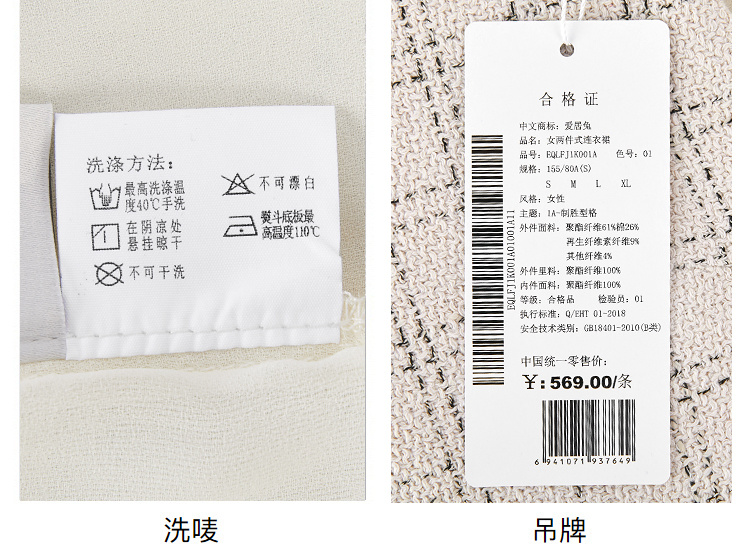 洗涤方法:
最高洗涤温
度40℃手洗
不可漂白
在阴凉处
悬挂晾干
熨斗底板最
高温度110℃
不可干洗
洗唛
合格证
中文商标: 爱居兔
品名: 女两件式连衣裙
品号: EQLFJ1K001A 色号: 01
规格: 155/80A(S)
S M L XL
风格: 女性
主题: 1A-制胜型格
外件面料: 聚酯纤维61%棉26%
再生纤维素纤维9%
其他纤维4%
外件里料: 聚酯纤维100%
内件面料: 聚酯纤维100%
等级: 合格品 检验员: 01
执行标准: Q/EHT 01-2018
安全技术类别: GB18401-2010(B类)
EQLFJ1K001A01001A11
中国统一零售价:
¥: 569.00/条
6 941071 937649
吊牌